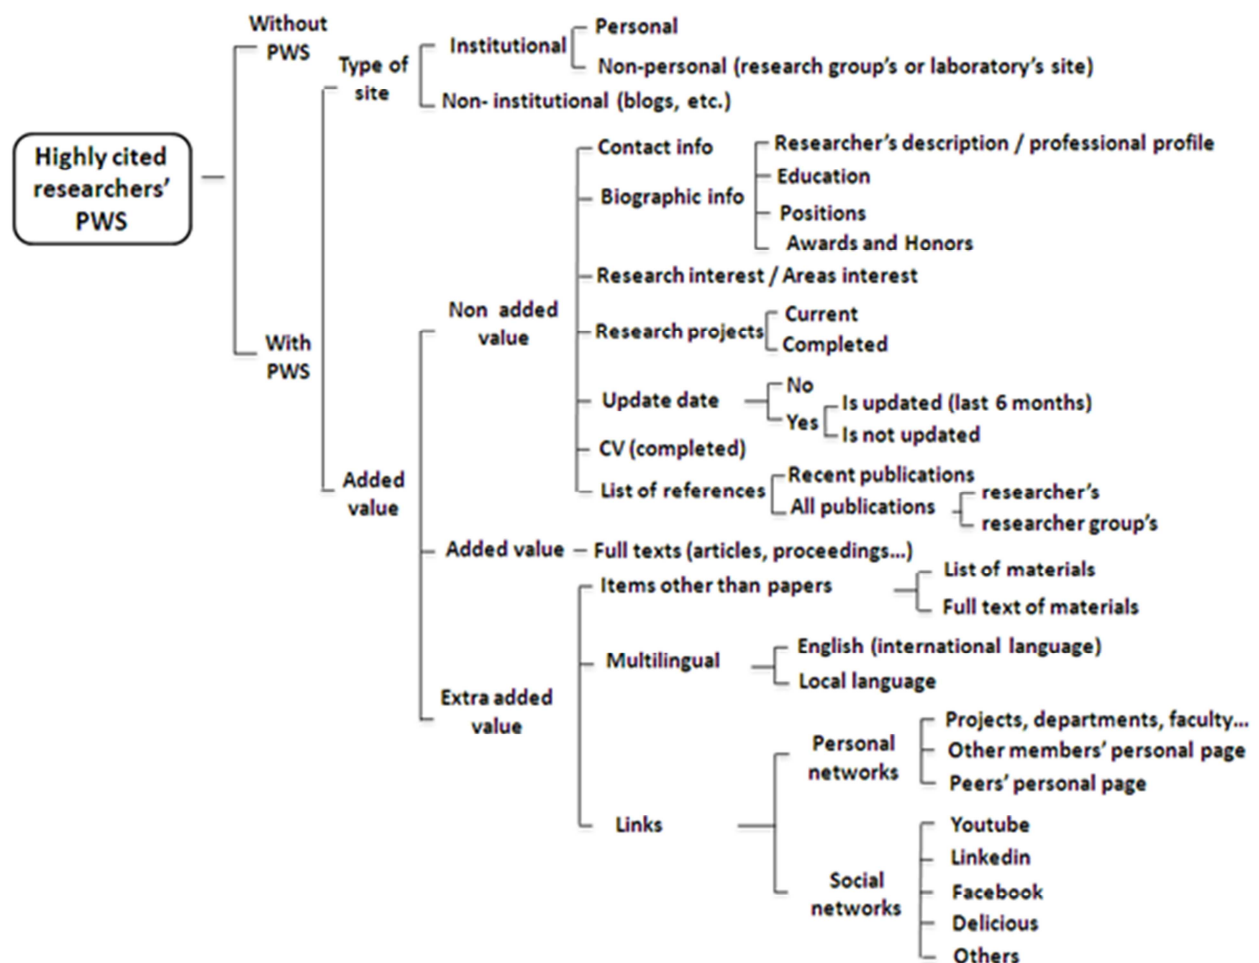 Without
PWS
Highly cited
researchers'
PWS
With
PWS
Type of
site
Institutional
Personal
Non-personal (research group's or laboratory's site)
Non- institutional (blogs, etc.)
Added
value
Non added
value
Contact info
Biographic info
Researcher's description / professional profile
Education
Positions
Awards and Honors
Research interest / Areas interest
Research projects
Current
Completed
Update date
No
Yes
Is updated (last 6 months)
Is not updated
CV (completed)
List of references
Recent publications
All publications
researcher's
researcher group's
Added value
Full texts (articles, proceedings...)
Extra added
value
Items other than papers
List of materials
Full text of materials
Multilingual
English (international language)
Local language
Links
Personal
networks
Projects, departments, faculty...
Other members' personal page
Peers' personal page
Social
networks
Youtube
Linkedin
Facebook
Delicious
Others